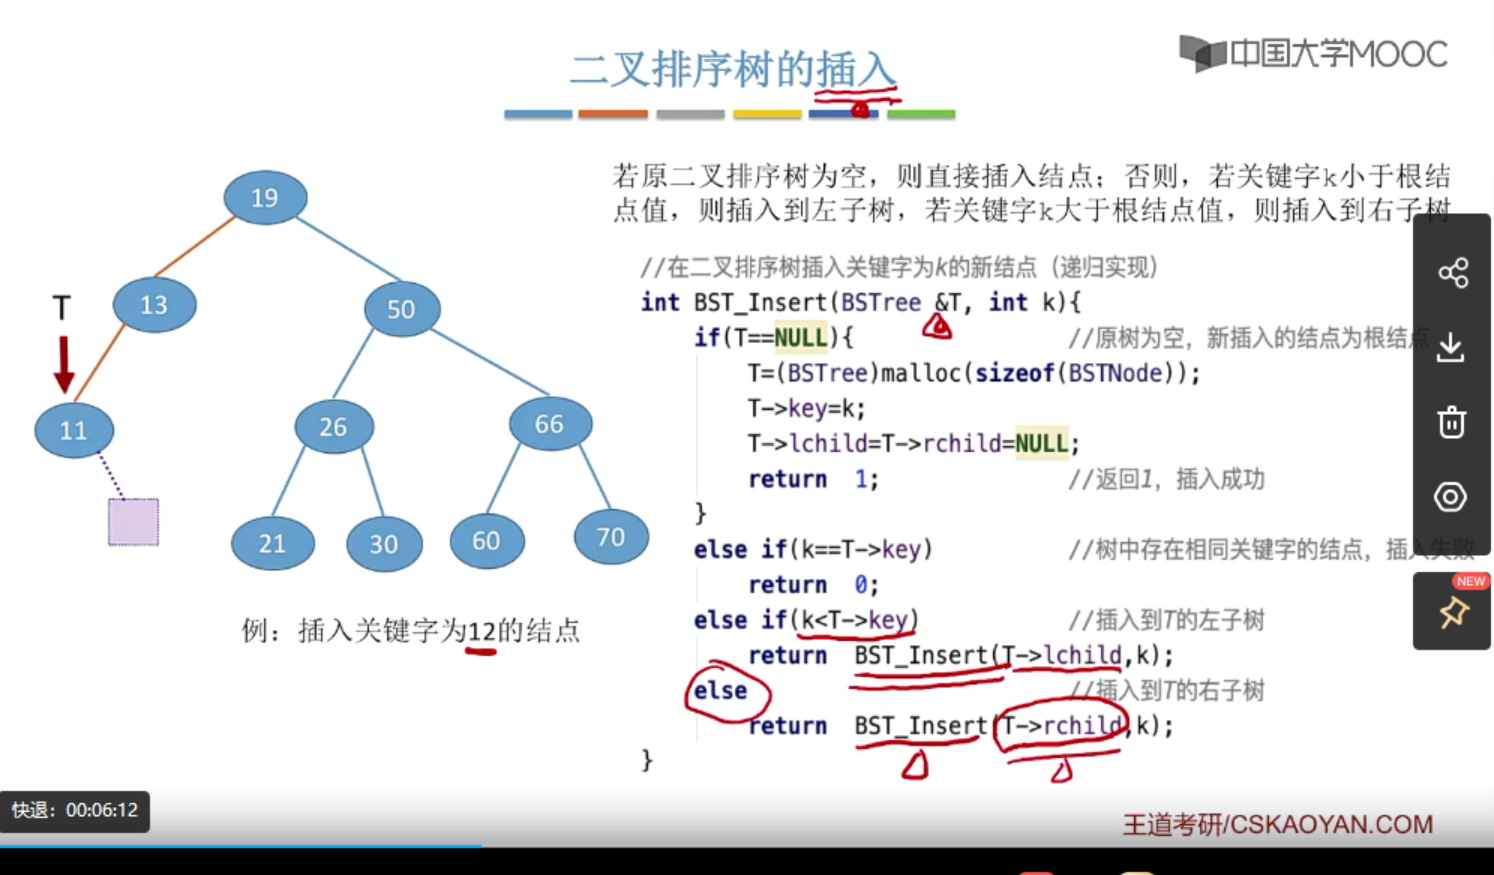 二叉排序树的插入
中国大学MOOC
若原二叉排序树为空，则直接插入结点；否则，若关键字k小于根结
点值，则插入到左子树，若关键字k大于根结点值，则插入到右子树
19
13
50
T
11
26
66
21
30
60
70
例：插入关键字为12的结点
//在二叉排序树插入关键字为k的新结点（递归实现）
int BST_Insert(BSTree &T, int k){
if(T==NULL){ //原树为空，新插入的结点为根结点
T=(BSTree)malloc(sizeof(BSTNode));
T->key=k;
T->lchild=T->rchild=NULL;
return 1; //返回1，插入成功
}
else if(k==T->key) //树中存在相同关键字的结点，插入失败
return 0;
else if(k<T->key) //插入到T的左子树
return BST_Insert(T->lchild,k);
else //插入到T的右子树
return BST_Insert(T->rchild,k);
}
NEW
快退：00:06:12
王道考研/CSKAOYAN.COM